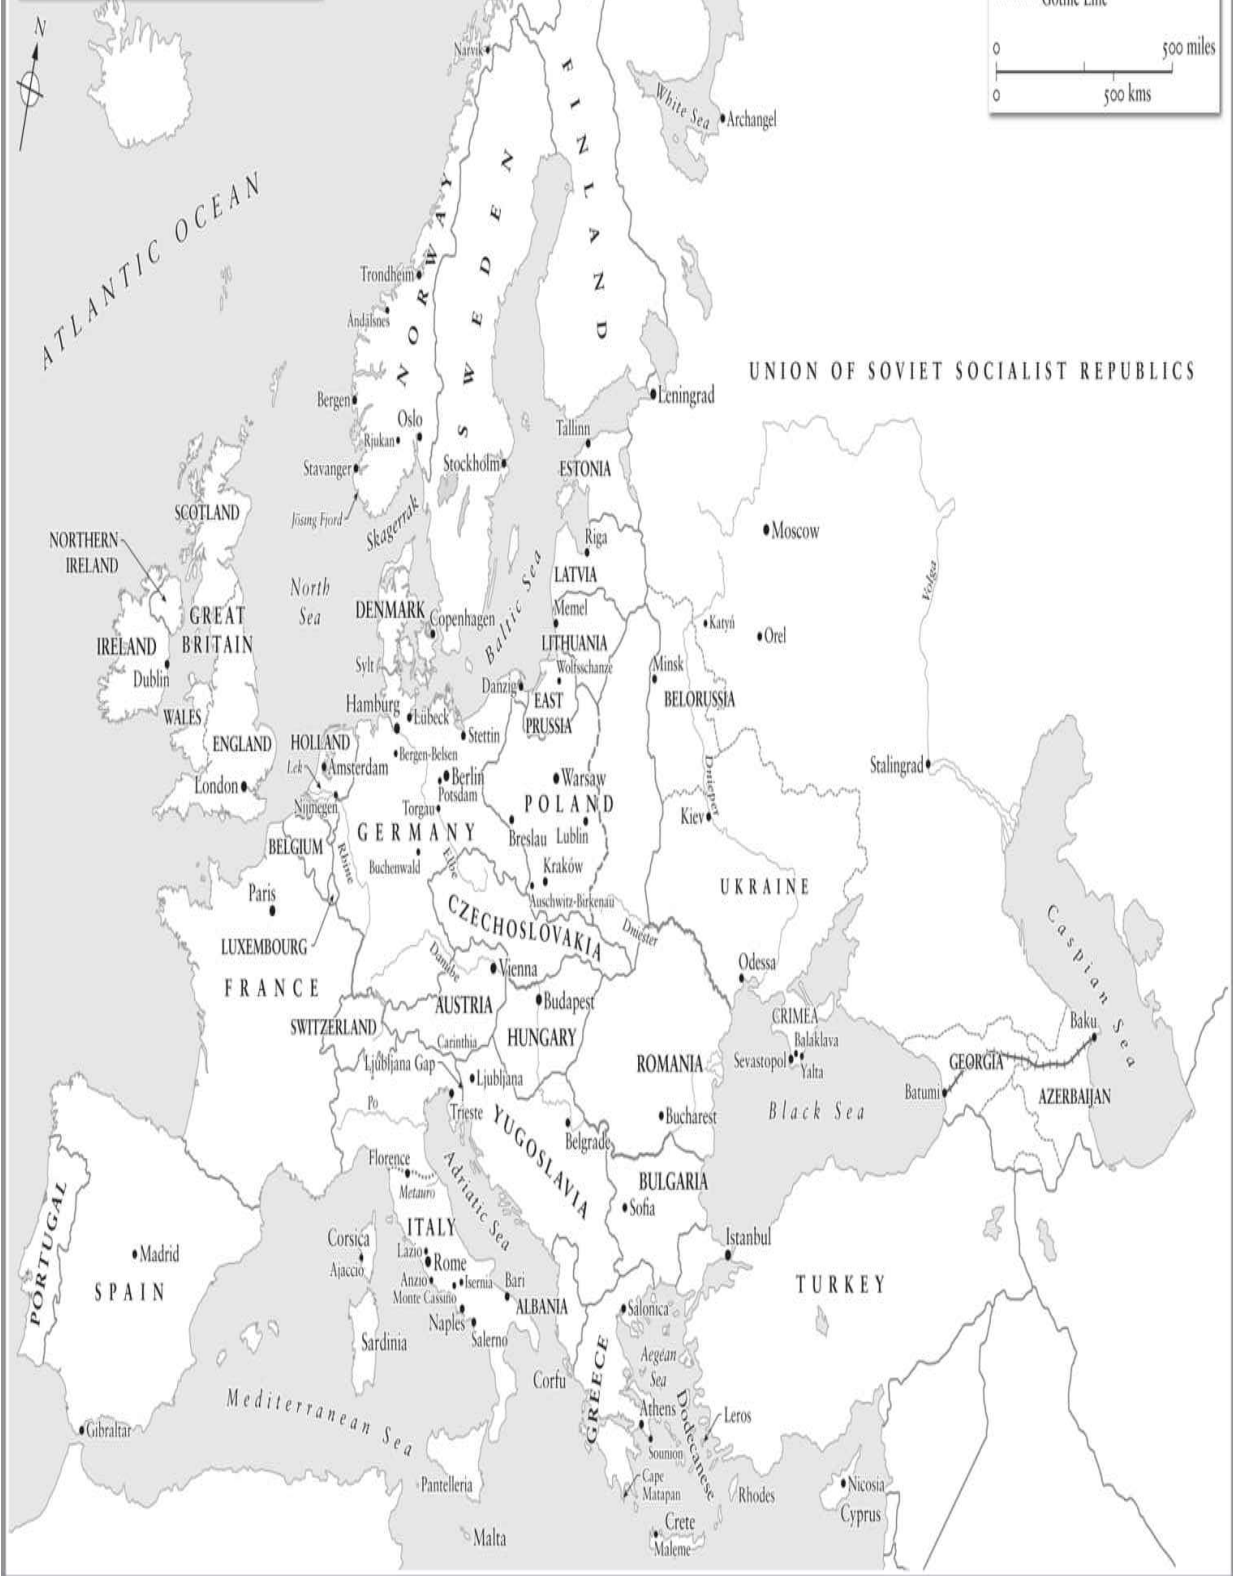 Gothic Line
0
500 miles
0
500 kms
N
Narvik
FINLAND
White Sea
Archangel
ATLANTIC OCEAN
NORWAY
SWEDEN
Trondheim
Åndalsnes
UNION OF SOVIET SOCIALIST REPUBLICS
Bergen
Leningrad
Oslo
Rjukan
Tallinn
Stavanger
Stockholm
ESTONIA
Jösing Fjord
Skagerrak
SCOTLAND
Moscow
NORTHERN
IRELAND
Riga
LATVIA
Volga
North
Sea
DENMARK
Copenhagen
Baltic Sea
Memel
Katyń
Orel
GREAT
BRITAIN
IRELAND
Dublin
LITHUANIA
Wolfsschanze
Minsk
Sylt
Danzig
EAST
PRUSSIA
BELORUSSIA
WALES
Hamburg
Lübeck
Stettin
ENGLAND
HOLLAND
Bergen-Belsen
Lek
Amsterdam
Berlin
Potsdam
Warsaw
Stalingrad
Dnieper
London
Nijmegen
Torgau
POLAND
Kiev
BELGIUM
GERMANY
Breslau
Lublin
Rhine
Buchenwald
Elbe
Kraków
Auschwitz-Birkenau
UKRAINE
Paris
CZECHOSLOVAKIA
Dniester
Caspian Sea
LUXEMBOURG
Danube
Vienna
Odessa
FRANCE
AUSTRIA
Budapest
CRIMEA
Baku
SWITZERLAND
Carinthia
HUNGARY
Balaklava
Sevastopol
Yalta
GEORGIA
Ljubljana Gap
Ljubljana
ROMANIA
Batumi
AZERBAIJAN
Po
Trieste
Bucharest
Black Sea
YUGOSLAVIA
Belgrade
Florence
Metauro
Adriatic Sea
BULGARIA
Sofia
PORTUGAL
Madrid
SPAIN
Corsica
Ajaccio
ITALY
Lazio
Rome
Anzio
Isernia
Monte Cassino
Bari
Istanbul
TURKEY
Naples
Salerno
ALBANIA
Salonica
Sardinia
Aegean
Sea
Corfu
GREECE
Mediterranean Sea
Athens
Dodecanese
Leros
Gibraltar
Sounion
Pantelleria
Cape
Matapan
Rhodes
Nicosia
Cyprus
Malta
Crete
Maleme